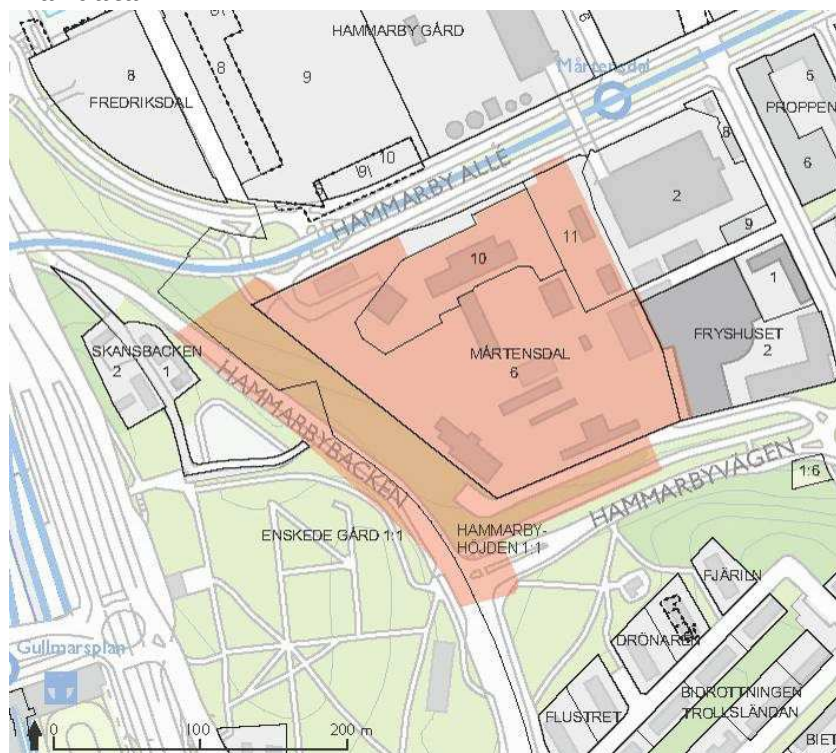 HAMMARBY GÅRD
8
FREDRIKSDAL
8
9
10
Mårtensdal
5
PROPPEN
6
8
2
9
HAMMARBY ALLÉ
11
10
1
FRYSHUSET
2
SKANSBACKEN
2
1
MÅRTENSDAL
6
HAMMARBYBACKEN
HAMMARBYVÄGEN
1:6
ENSKEDE GÅRD 1:1
HAMMARBY-
HÖJDEN 1:1
FJÄRILN
DRÖNAREN
Gullmarsplan
BIDROTTNINGEN
TROLLSLÄNDAN
FLUSTRET
BIET
0
100
200 m